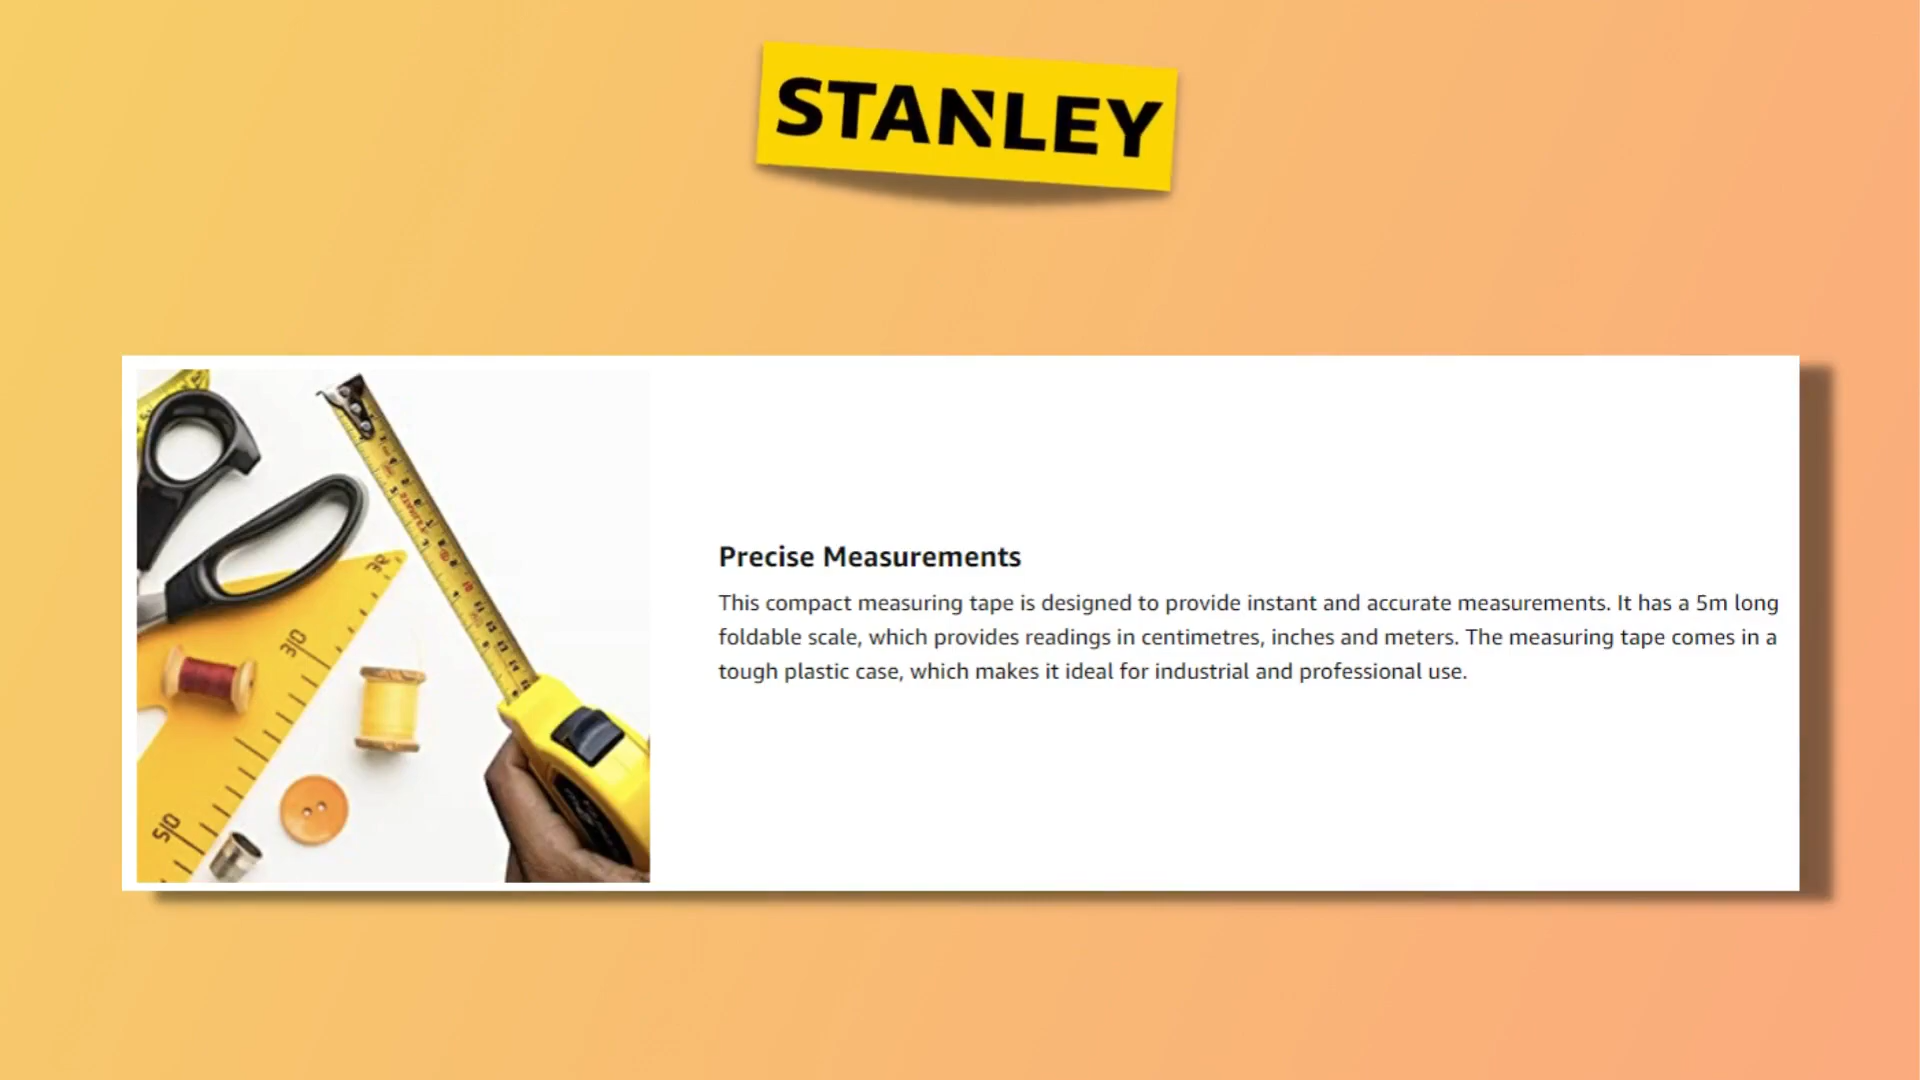 STANLEY
310
510
Precise Measurements
This compact measuring tape is designed to provide instant and accurate measurements. It has a 5m long
foldable scale, which provides readings in centimetres, inches and meters. The measuring tape comes in a
tough plastic case, which makes it ideal for industrial and professional use.